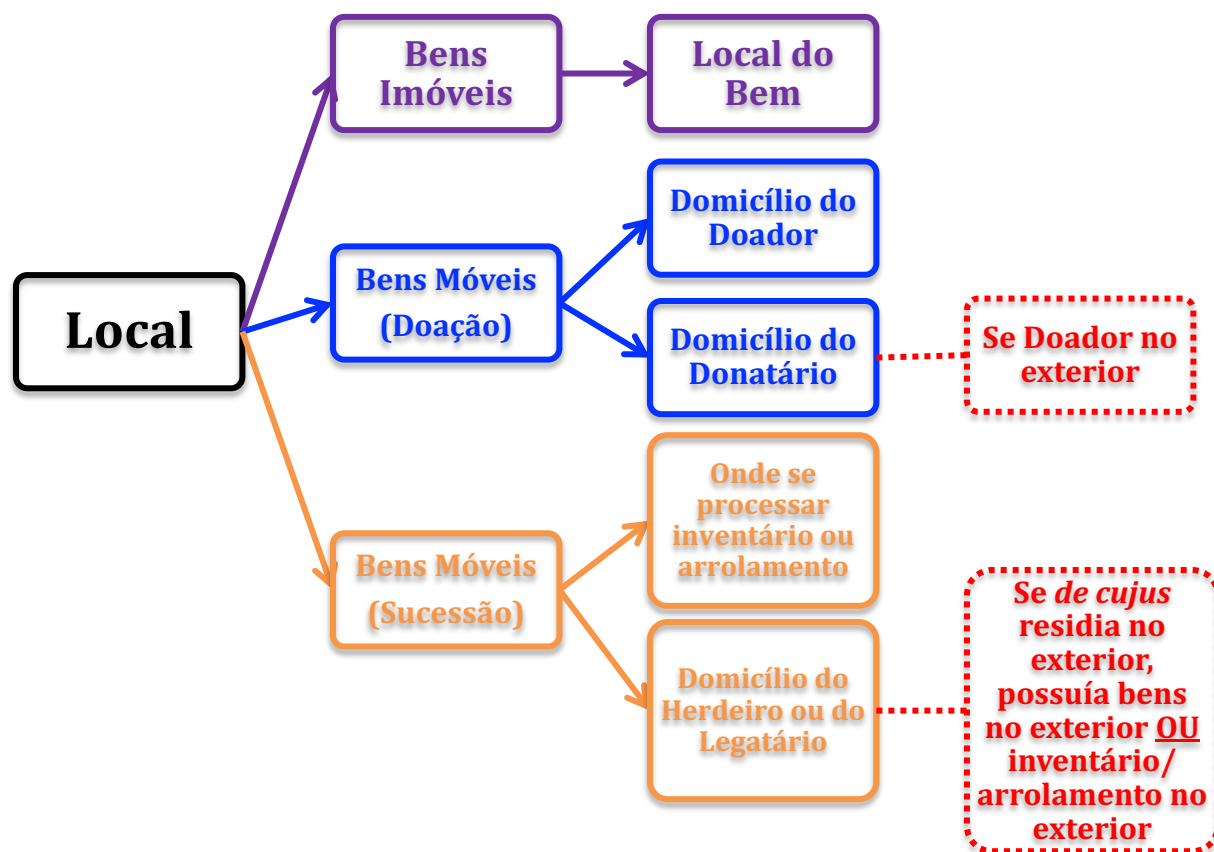 Bens
Imóveis
Local do
Bem
Domicílio do
Doador
Bens Móveis
(Doação)
Local
Domicílio do
Donatário
Se Doador no
exterior
Onde se
processar
inventário ou
arrolamento
Bens Móveis
(Sucessão)
Domicílio do
Herdeiro ou do
Legatário
Se de cujus
residia no
exterior,
possuía bens
no exterior OU
inventário/
arrolamento no
exterior